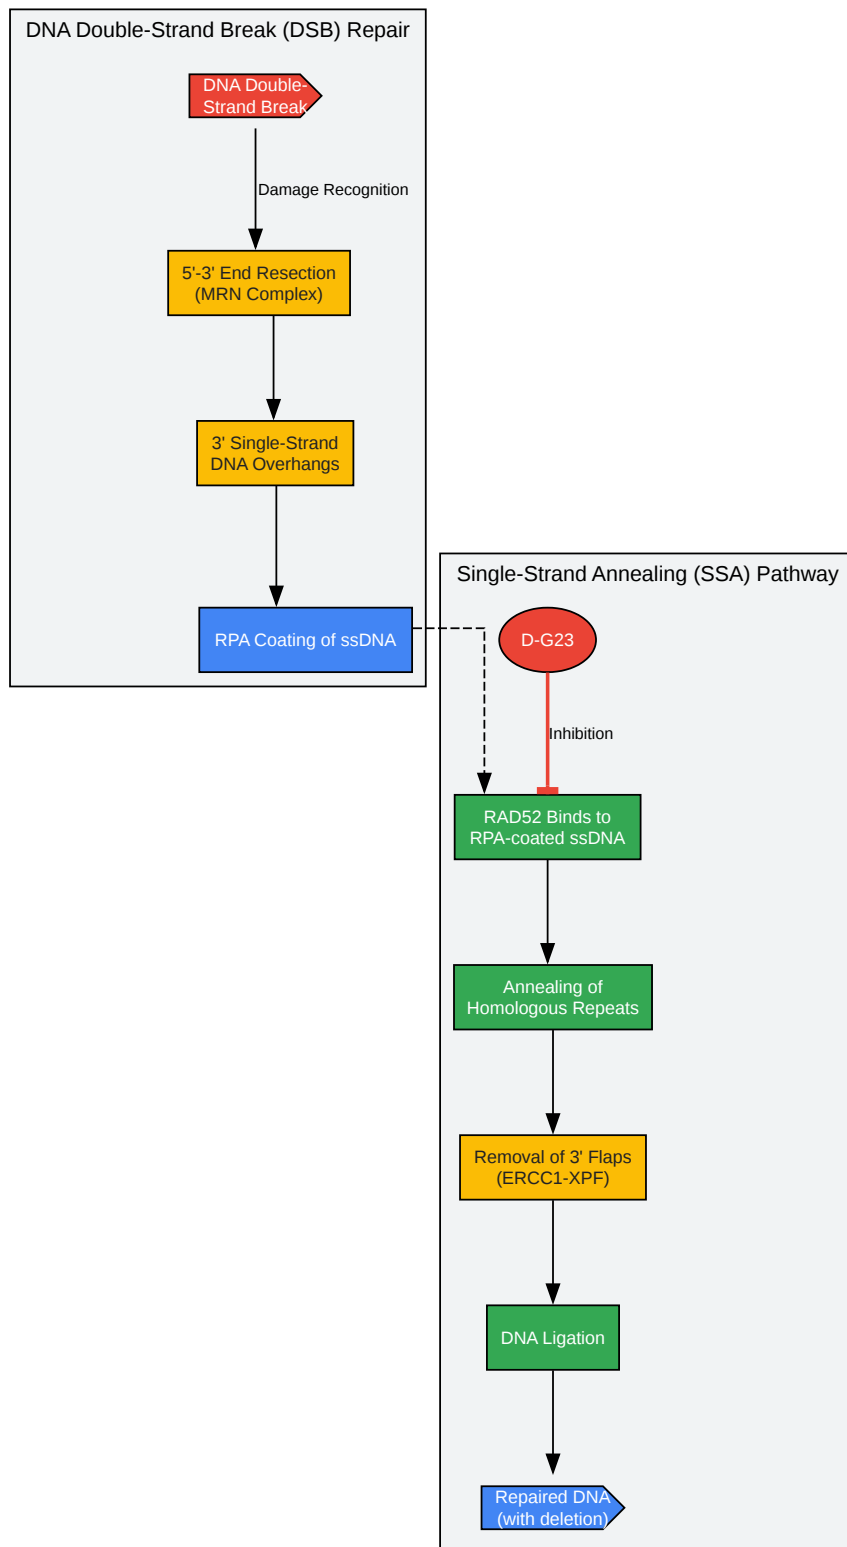 DNA Double-Strand Break (DSB) Repair
DNA Double-
Strand Break
Damage Recognition
5'-3' End Resection
(MRN Complex)
3' Single-Strand
DNA Overhangs
RPA Coating of ssDNA
Single-Strand Annealing (SSA) Pathway
D-G23
Inhibition
RAD52 Binds to
RPA-coated ssDNA
Annealing of
Homologous Repeats
Removal of 3' Flaps
(ERCC1-XPF)
DNA Ligation
Repaired DNA
(with deletion)